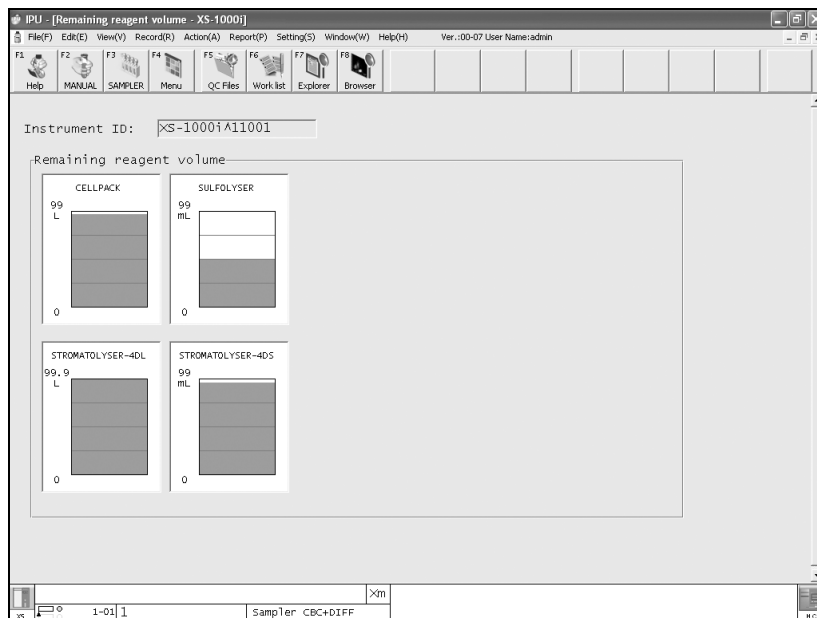 IPU - [Remaining reagent volume - XS-1000i]
File(F) Edit(E) View(V) Record(R) Action(A) Report(P) Setting(S) Window(W) Help(H) Ver.:00-07 User Name:admin
F1 F2 F3 F4 F5 F6 F7 F8
Help MANUAL SAMPLER Menu QC Files Work list Explorer Browser
Instrument ID: XS-1000i^11001
Remaining reagent volume
CELLPACK
99
L
0
SULFOLYSER
99
mL
0
STROMATOLYSER-4DL
99.9
L
0
STROMATOLYSER-4DS
99
mL
0
Xm
XS 1-01 1 Sampler CBC+DIFF